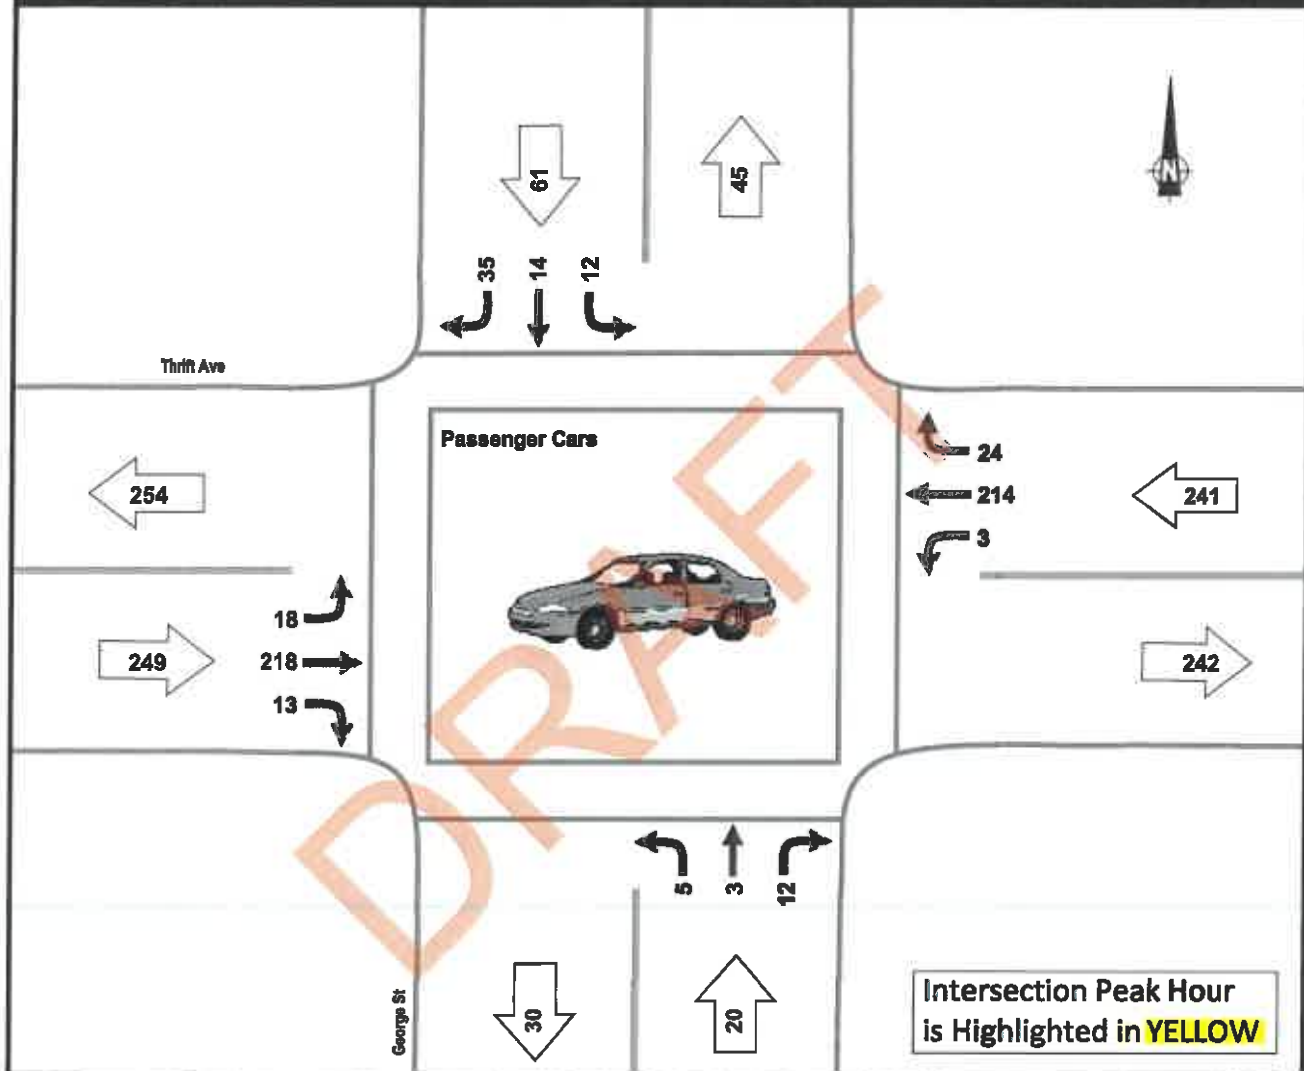 61
45
35 14 12
N
Thrift Ave
Passenger Cars
24
254
214
241
3
18
249
218
242
13
5 3 12
George St
30
20
Intersection Peak Hour
is Highlighted in YELLOW
DRAFT